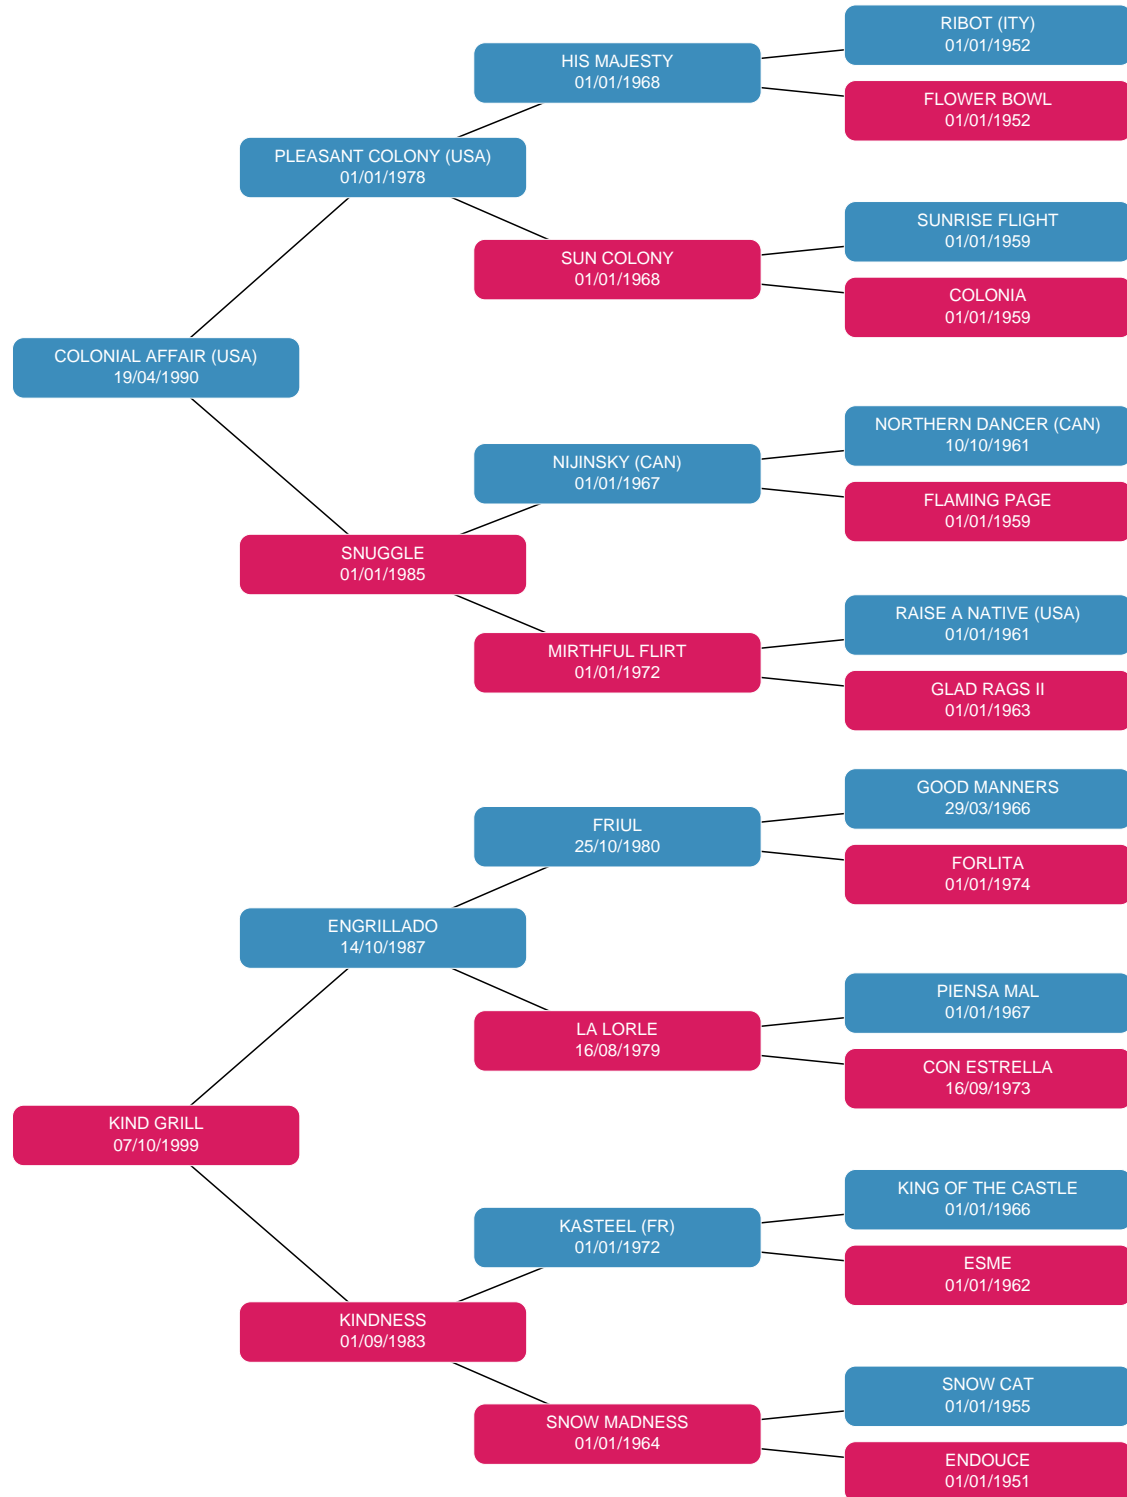 RIBOT (ITY)
01/01/1952
HIS MAJESTY
01/01/1968
FLOWER BOWL
01/01/1952
PLEASANT COLONY (USA)
01/01/1978
SUNRISE FLIGHT
01/01/1959
SUN COLONY
01/01/1968
COLONIA
01/01/1959
COLONIAL AFFAIR (USA)
19/04/1990
NORTHERN DANCER (CAN)
10/10/1961
NIJINSKY (CAN)
01/01/1967
FLAMING PAGE
01/01/1959
SNUGGLE
01/01/1985
RAISE A NATIVE (USA)
01/01/1961
MIRTHFUL FLIRT
01/01/1972
GLAD RAGS II
01/01/1963
GOOD MANNERS
29/03/1966
FRIUL
25/10/1980
FORLITA
01/01/1974
ENGRILLADO
14/10/1987
PIENSA MAL
01/01/1967
LA LORLE
16/08/1979
CON ESTRELLA
16/09/1973
KIND GRILL
07/10/1999
KING OF THE CASTLE
01/01/1966
KASTEEL (FR)
01/01/1972
ESME
01/01/1962
KINDNESS
01/09/1983
SNOW CAT
01/01/1955
SNOW MADNESS
01/01/1964
ENDOUCE
01/01/1951